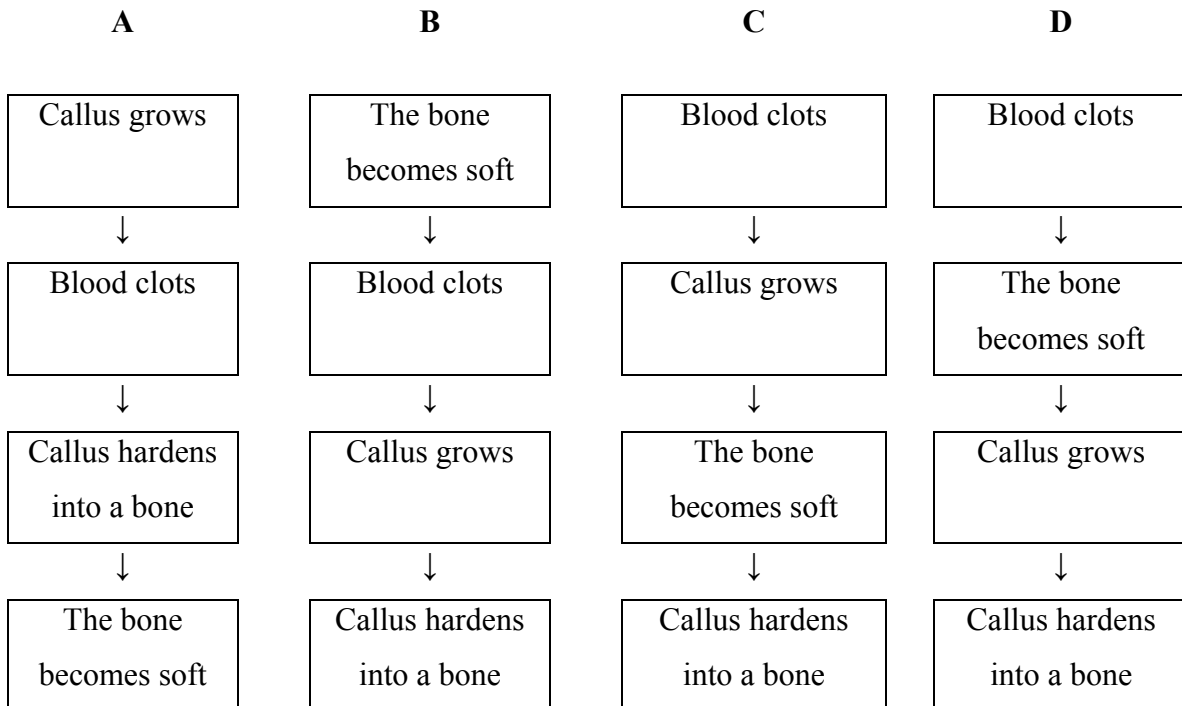 A B C D
Callus grows The bone Blood clots Blood clots
becomes soft
↓ ↓ ↓ ↓
Blood clots Blood clots Callus grows The bone
becomes soft
↓ ↓ ↓ ↓
Callus hardens Callus grows The bone Callus grows
into a bone becomes soft
↓ ↓ ↓ ↓
The bone Callus hardens Callus hardens Callus hardens
becomes soft into a bone into a bone into a bone